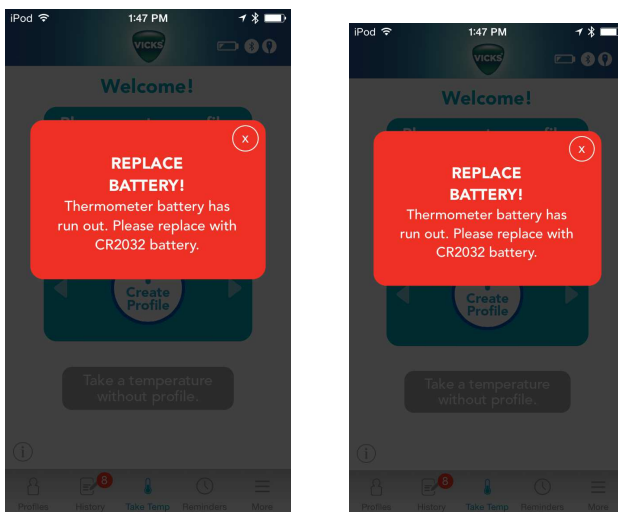 iPod 1:47 PM
VICKS
Welcome!
x
REPLACE
BATTERY!
Thermometer battery has
run out. Please replace with
CR2032 battery.
Create
Profile
Take a temperature
without profile.
i
8
Profiles History Take Temp Reminders More
iPod 1:47 PM
VICKS
Welcome!
x
REPLACE
BATTERY!
Thermometer battery has
run out. Please replace with
CR2032 battery.
Create
Profile
Take a temperature
without profile.
i
8
Profiles History Take Temp Reminders More